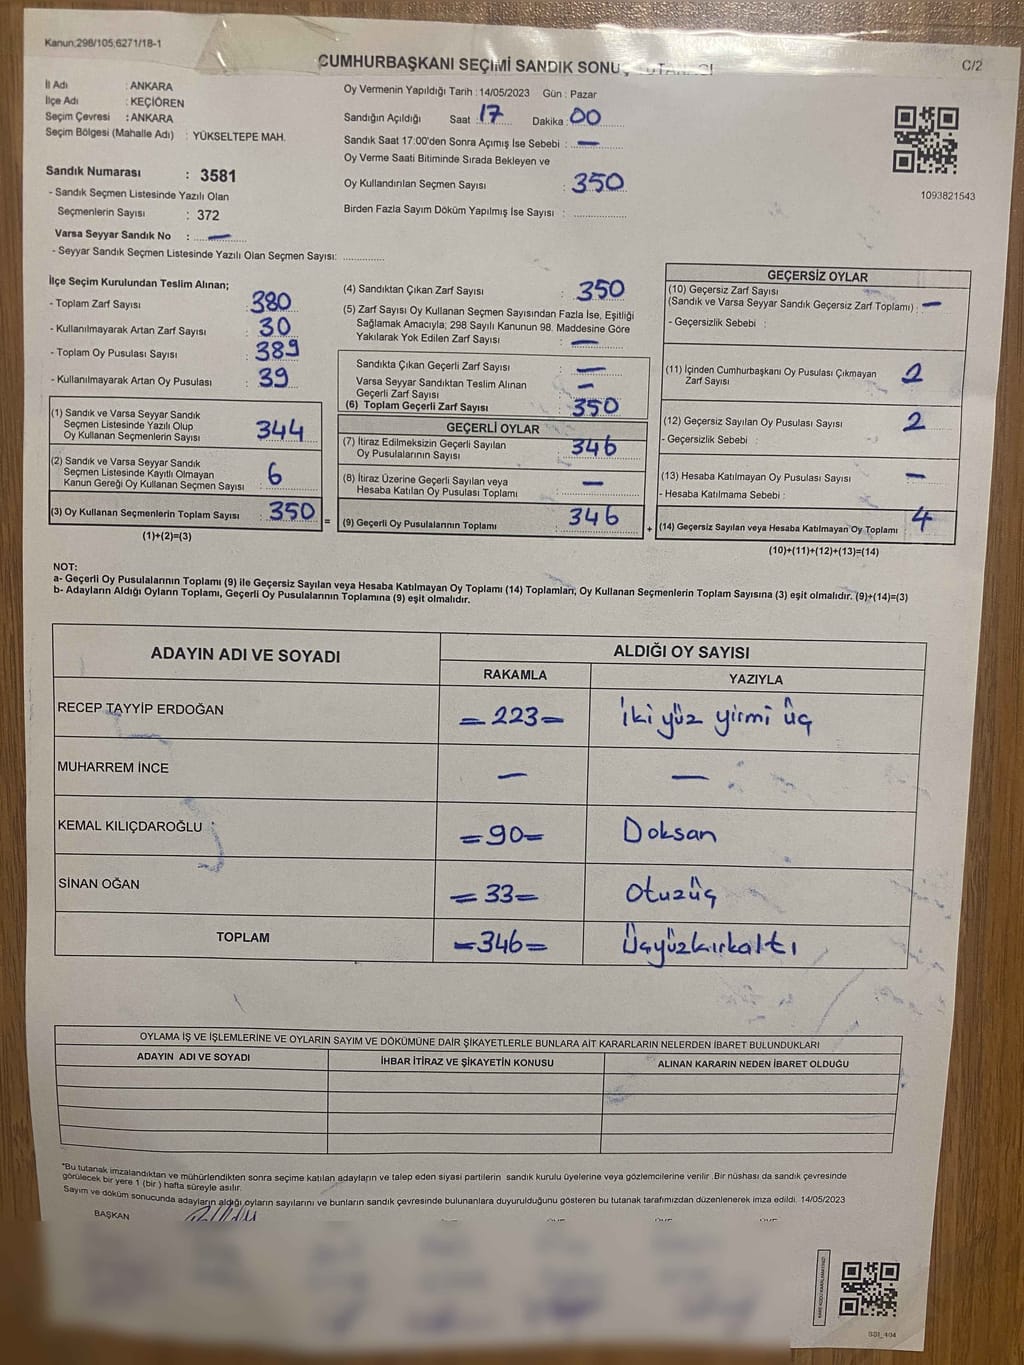 Kanun:298/105;6271/18-1
CUMHURBAŞKANI SEÇİMİ SANDIK SONU
C/2
İl Adı : ANKARA
İlçe Adı : KEÇİÖREN
Seçim Çevresi : ANKARA
Seçim Bölgesi (Mahalle Adı) : YÜKSELTEPE MAH.
Sandık Numarası : 3581
- Sandık Seçmen Listesinde Yazılı Olan
Seçmenlerin Sayısı : 372
Varsa Seyyar Sandık No : —
- Seyyar Sandık Seçmen Listesinde Yazılı Olan Seçmen Sayısı: ............
Oy Vermenin Yapıldığı Tarih : 14/05/2023 Gün : Pazar
Sandığın Açıldığı Saat : 17 Dakika : 00
Sandık Saat 17:00'den Sonra Açımış İse Sebebi : —
Oy Verme Saati Bitiminde Sırada Bekleyen ve
Oy Kullandırılan Seçmen Sayısı : 350
Birden Fazla Sayım Döküm Yapılmış İse Sayısı : ............
1093821543
İlçe Seçim Kurulundan Teslim Alınan;
- Toplam Zarf Sayısı : 380
- Kullanılmayarak Artan Zarf Sayısı : 30
- Toplam Oy Pusulası Sayısı : 389
- Kullanılmayarak Artan Oy Pusulası : 39
(1) Sandık ve Varsa Seyyar Sandık
Seçmen Listesinde Yazılı Olup
Oy Kullanan Seçmenlerin Sayısı : 344
(2) Sandık ve Varsa Seyyar Sandık
Seçmen Listesinde Kayıtlı Olmayan
Kanun Gereği Oy Kullanan Seçmen Sayısı : 6
(3) Oy Kullanan Seçmenlerin Toplam Sayısı : 350
(1)+(2)=(3)
=
(4) Sandıktan Çıkan Zarf Sayısı : 350
(5) Zarf Sayısı Oy Kullanan Seçmen Sayısından Fazla İse, Eşitliği
Sağlamak Amacıyla; 298 Sayılı Kanunun 98. Maddesine Göre
Yakılarak Yok Edilen Zarf Sayısı : —
Sandıkta Çıkan Geçerli Zarf Sayısı : —
Varsa Seyyar Sandıktan Teslim Alınan
Geçerli Zarf Sayısı : —
(6) Toplam Geçerli Zarf Sayısı : 350
GEÇERLİ OYLAR
(7) İtiraz Edilmeksizin Geçerli Sayılan
Oy Pusulalarının Sayısı : 346
(8) İtiraz Üzerine Geçerli Sayılan veya
Hesaba Katılan Oy Pusulası Toplamı : —
(9) Geçerli Oy Pusulalarının Toplamı : 346
+
GEÇERSİZ OYLAR
(10) Geçersiz Zarf Sayısı
(Sandık ve Varsa Seyyar Sandık Geçersiz Zarf Toplamı) : —
- Geçersizlik Sebebi :
(11) İçinden Cumhurbaşkanı Oy Pusulası Çıkmayan
Zarf Sayısı : 2
(12) Geçersiz Sayılan Oy Pusulası Sayısı : 2
- Geçersizlik Sebebi :
(13) Hesaba Katılmayan Oy Pusulası Sayısı : —
- Hesaba Katılmama Sebebi :
(14) Geçersiz Sayılan veya Hesaba Katılmayan Oy Toplamı : 4
(10)+(11)+(12)+(13)=(14)
NOT:
a- Geçerli Oy Pusulalarının Toplamı (9) ile Geçersiz Sayılan veya Hesaba Katılmayan Oy Toplamı (14) Toplamları, Oy Kullanan Seçmenlerin Toplam Sayısına (3) eşit olmalıdır. (9)+(14)=(3)
b- Adayların Aldığı Oyların Toplamı, Geçerli Oy Pusulalarının Toplamına (9) eşit olmalıdır.
ADAYIN ADI VE SOYADI ALDIĞI OY SAYISI
RAKAMLA YAZIYLA
RECEP TAYYİP ERDOĞAN =223= İki yüz yirmi üç
MUHARREM İNCE — —
KEMAL KILIÇDAROĞLU =90= Doksan
SİNAN OĞAN =33= Otuzüç
TOPLAM =346= Üçyüzkırkaltı
OYLAMA İŞ VE İŞLEMLERİNE VE OYLARIN SAYIM VE DÖKÜMÜNE DAİR ŞİKAYETLERLE BUNLARA AİT KARARLARIN NELERDEN İBARET BULUNDUKLARI
ADAYIN ADI VE SOYADI İHBAR İTİRAZ VE ŞİKAYETİN KONUSU ALINAN KARARIN NEDEN İBARET OLDUĞU
"Bu tutanak imzalandıktan ve mühürlendikten sonra seçime katılan adayların ve talep eden siyasi partilerin sandık kurulu üyelerine veya gözlemcilerine verilir .Bir nüshası da sandık çevresinde
görülecek bir yere 1 (bir ) hafta süreyle asılır.
Sayım ve döküm sonucunda adayların aldığı oyların sayılarını ve bunların sandık çevresinde bulunanlara duyurulduğunu gösteren bu tutanak tarafımızdan düzenlenerek imza edildi. 14/05/2023
BAŞKAN